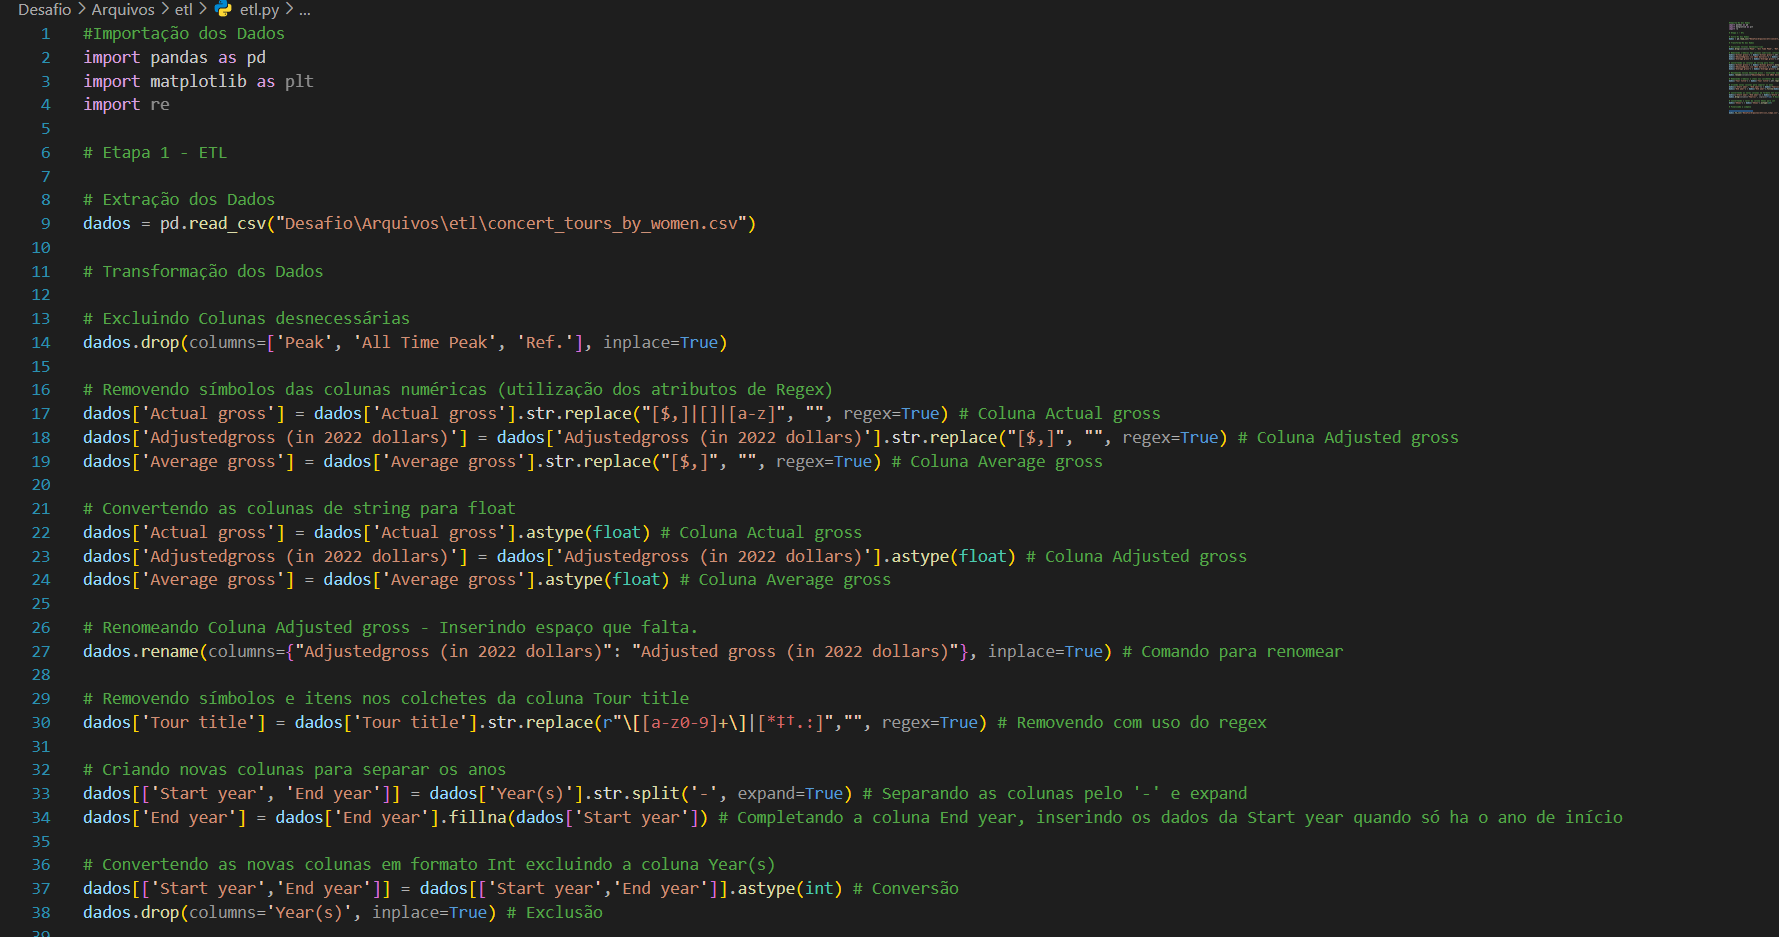 Desafio > Arquivos > etl > etl.py > ...
1 #Importação dos Dados
2 import pandas as pd
3 import matplotlib as plt
4 import re
5
6 # Etapa 1 - ETL
7
8 # Extração dos Dados
9 dados = pd.read_csv("Desafio\Arquivos\etl\concert_tours_by_women.csv")
10
11 # Transformação dos Dados
12
13 # Excluindo Colunas desnecessárias
14 dados.drop(columns=['Peak', 'All Time Peak', 'Ref.'], inplace=True)
15
16 # Removendo símbolos das colunas numéricas (utilização dos atributos de Regex)
17 dados['Actual gross'] = dados['Actual gross'].str.replace("[$,]|[]|[a-z]", "", regex=True) # Coluna Actual gross
18 dados['Adjustedgross (in 2022 dollars)'] = dados['Adjustedgross (in 2022 dollars)'].str.replace("[$,]", "", regex=True) # Coluna Adjusted gross
19 dados['Average gross'] = dados['Average gross'].str.replace("[$,]", "", regex=True) # Coluna Average gross
20
21 # Convertendo as colunas de string para float
22 dados['Actual gross'] = dados['Actual gross'].astype(float) # Coluna Actual gross
23 dados['Adjustedgross (in 2022 dollars)'] = dados['Adjustedgross (in 2022 dollars)'].astype(float) # Coluna Adjusted gross
24 dados['Average gross'] = dados['Average gross'].astype(float) # Coluna Average gross
25
26 # Renomeando Coluna Adjusted gross - Inserindo espaço que falta.
27 dados.rename(columns={"Adjustedgross (in 2022 dollars)": "Adjusted gross (in 2022 dollars)"}, inplace=True) # Comando para renomear
28
29 # Removendo símbolos e itens nos colchetes da coluna Tour title
30 dados['Tour title'] = dados['Tour title'].str.replace(r"\[[a-z0-9]+\]|[*‡†.:]","", regex=True) # Removendo com uso do regex
31
32 # Criando novas colunas para separar os anos
33 dados[['Start year', 'End year']] = dados['Year(s)'].str.split('-', expand=True) # Separando as colunas pelo '-' e expand
34 dados['End year'] = dados['End year'].fillna(dados['Start year']) # Completando a coluna End year, inserindo os dados da Start year quando só ha o ano de início
35
36 # Convertendo as novas colunas em formato Int excluindo a coluna Year(s)
37 dados[['Start year','End year']] = dados[['Start year','End year']].astype(int) # Conversão
38 dados.drop(columns='Year(s)', inplace=True) # Exclusão
39